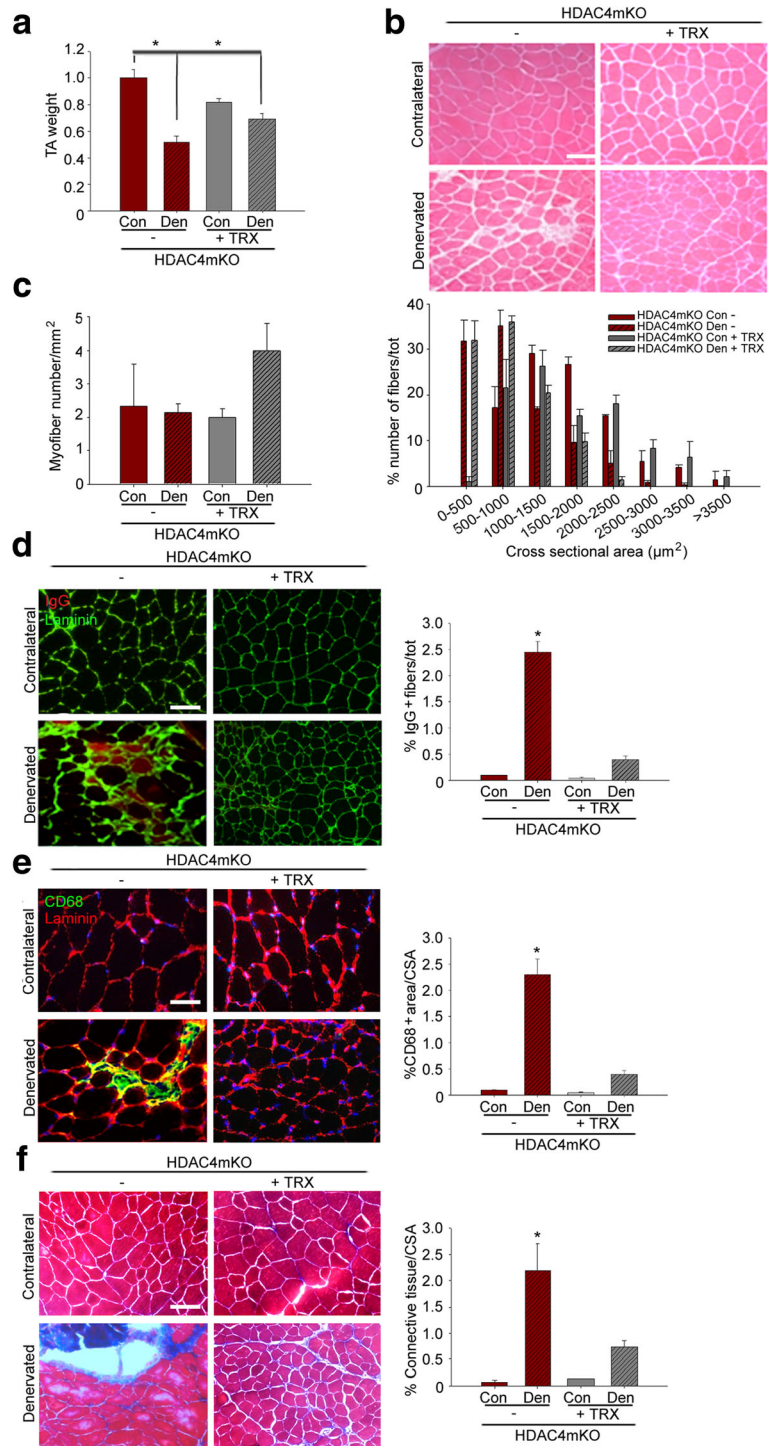 a
TA weight
1.2
1.0
0.8
0.6
0.4
0.2
0
* *
Con Den Con Den
- + TRX
HDAC4mKO
b
HDAC4mKO
- + TRX
Contralateral
Denervated
% number of fibers/tot
40
30
20
10
0
HDAC4mKO Con -
HDAC4mKO Den -
HDAC4mKO Con + TRX
HDAC4mKO Den + TRX
0-500 500-1000 1000-1500 1500-2000 2000-2500 2500-3000 3000-3500 >3500
Cross sectional area (µm²)
c
Myofiber number/mm²
5
4
3
2
1
0
Con Den Con Den
- + TRX
HDAC4mKO
d
HDAC4mKO
- + TRX
IgG
Laminin
Contralateral
Denervated
% IgG⁺fibers/tot
3.0
2.5
2.0
1.5
1.0
0.5
0
*
Con Den Con Den
- + TRX
HDAC4mKO
e
HDAC4mKO
- + TRX
CD68
Laminin
Contralateral
Denervated
%CD68⁺ area/CSA
3.0
2.5
2.0
1.5
1.0
0.5
0
*
Con Den Con Den
- + TRX
HDAC4mKO
f
HDAC4mKO
- + TRX
Contralateral
Denervated
% Connective tissue/CSA
3.0
2.5
2.0
1.5
1.0
0.5
0
*
Con Den Con Den
- + TRX
HDAC4mKO